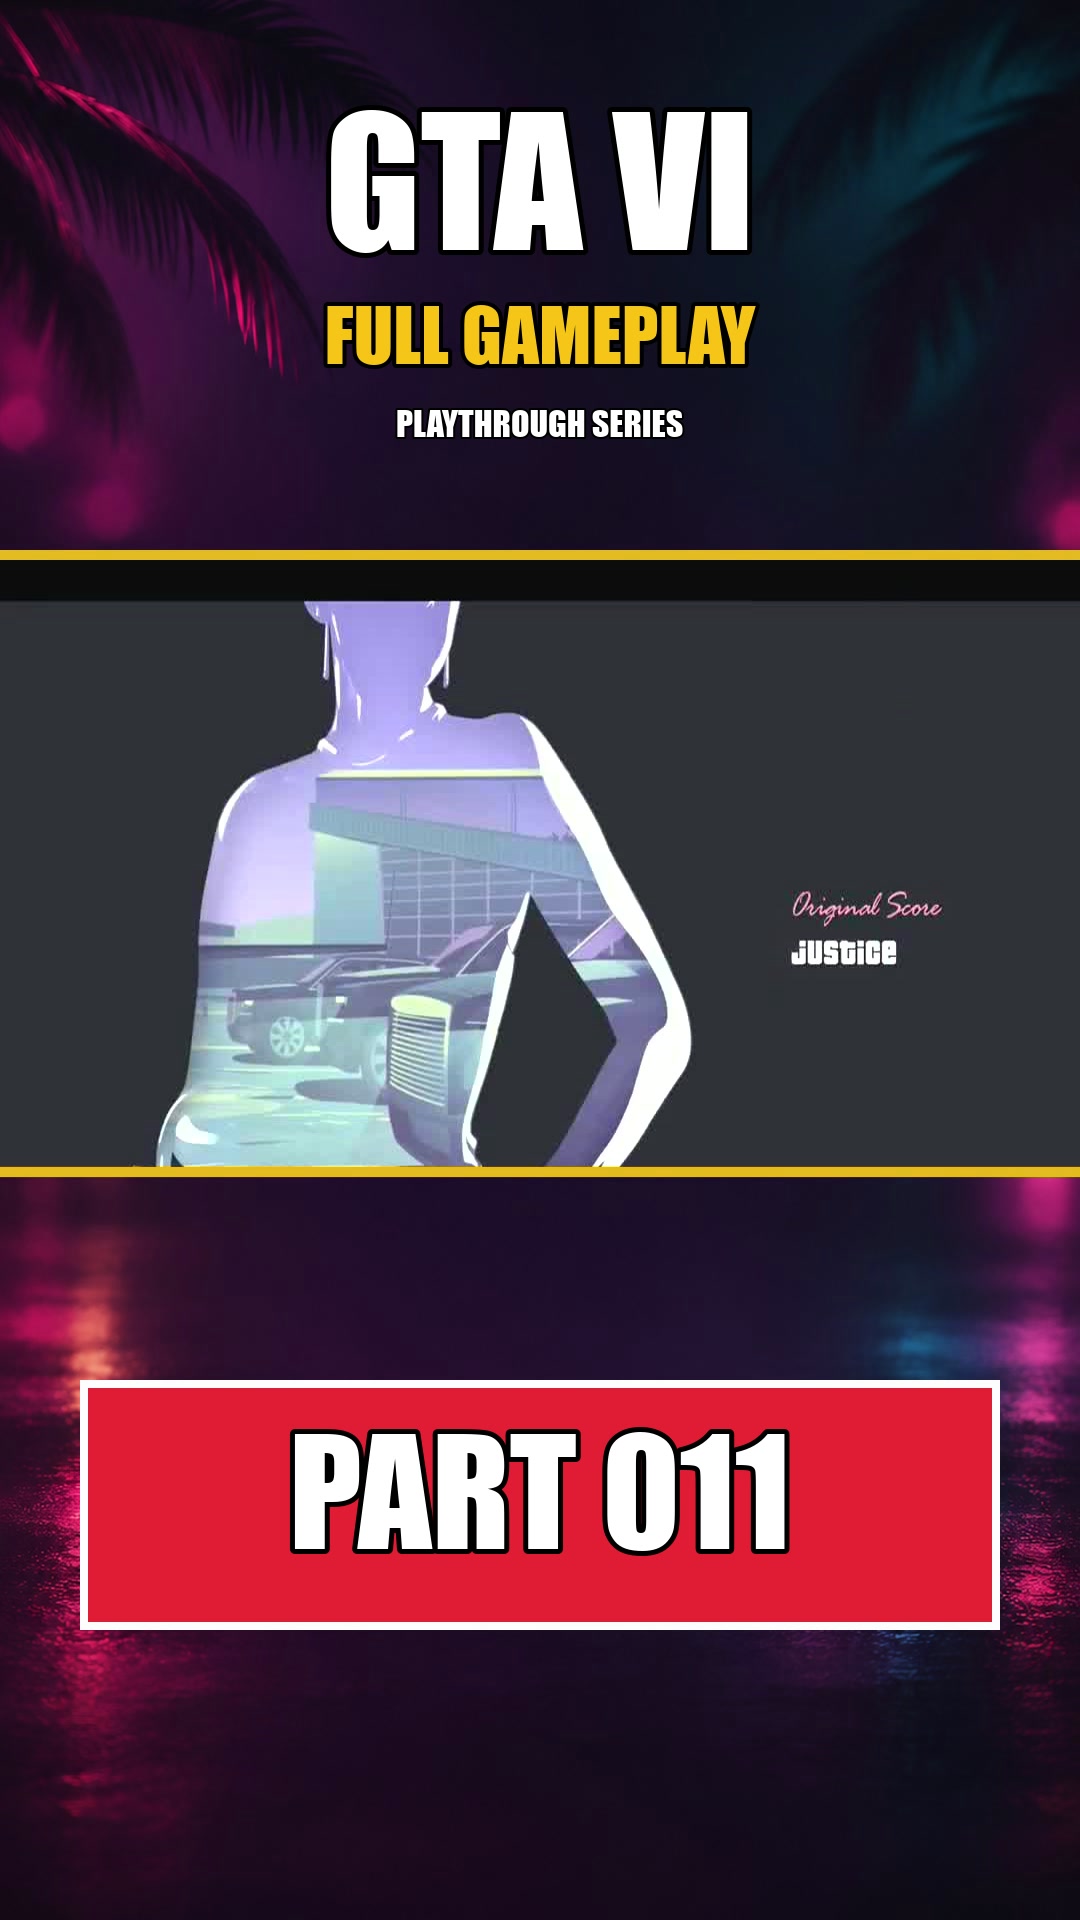 GTA VI
FULL GAMEPLAY
PLAYTHROUGH SERIES
Original Score
JUSTICE
PART 011